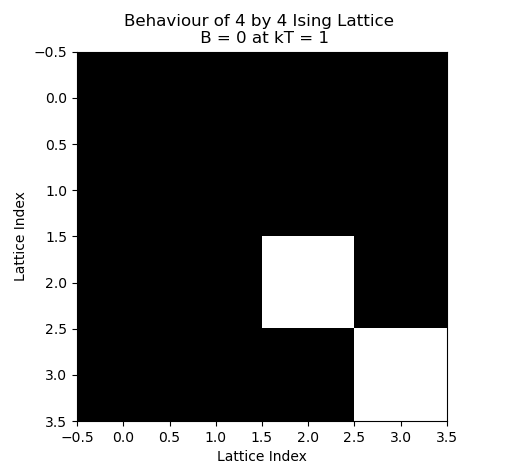 Behaviour of 4 by 4 Ising Lattice
B = 0 at kT = 1
−0.5
0.0
0.5
1.0
1.5
2.0
2.5
3.0
3.5
Lattice Index
−0.5 0.0 0.5 1.0 1.5 2.0 2.5 3.0 3.5
Lattice Index